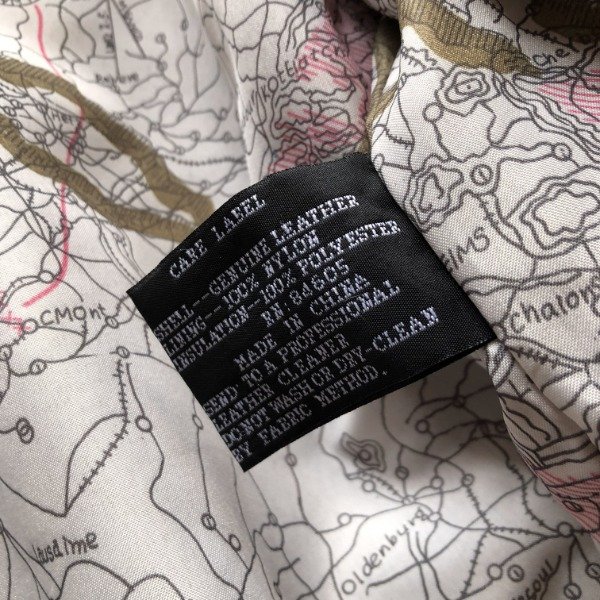 CARE LABEL
SHELL--GENUINE LEATHER
LINING--100% NYLON
INSULATION--100% POLYESTER
RN:84605
MADE IN CHINA
SEND TO A PROFESSIONAL
LEATHER CLEANER
DO NOT WASH OR DRY-CLEAN
BY FABRIC METHOD.
CMont
Chalons
Oldenburg